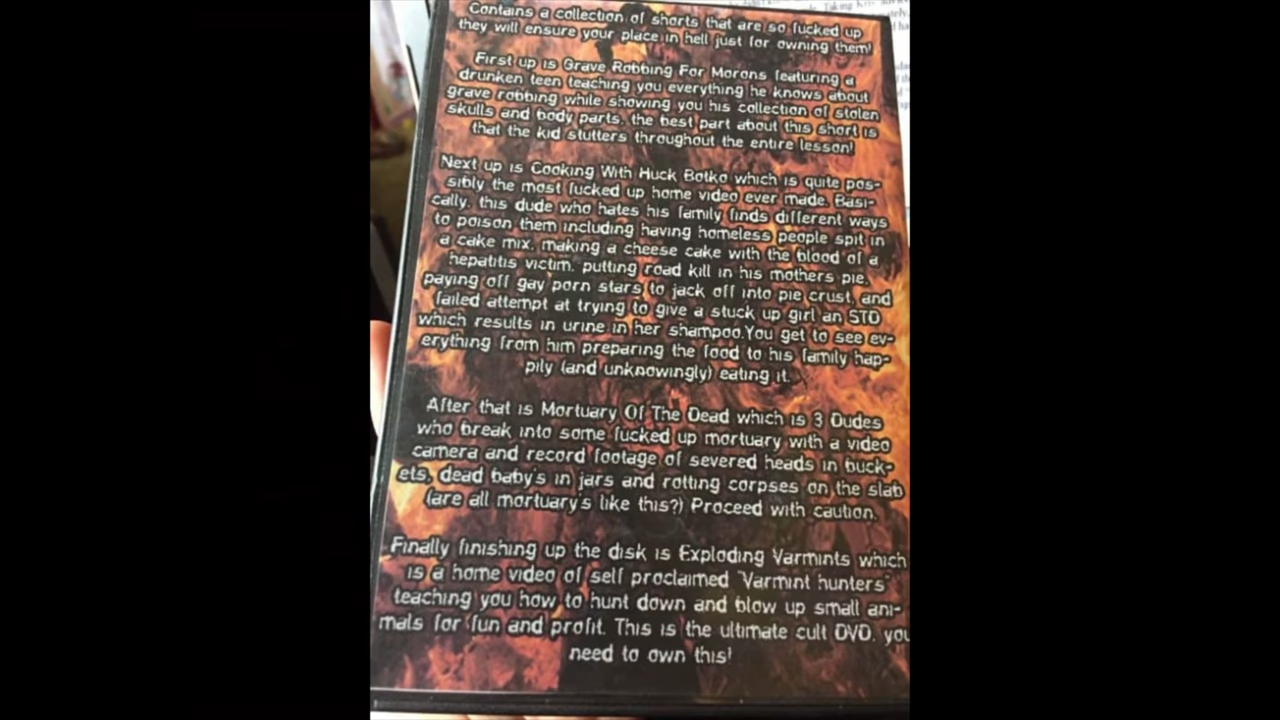 Contains a collection of shorts that are so fucked up
they will ensure your place in hell just for owning them!
First up is Grave Robbing For Morons featuring a
drunken teen teaching you everything he knows about
grave robbing while showing you his collection of stolen
skulls and body parts. the best part about this short is
that the kid stutters throughout the entire lesson!
Next up is Cooking With Huck Botko which is quite pos-
sibly the most fucked up home video ever made. Basi-
cally, this dude who hates his family finds different ways
to poison them including having homeless people spit in
a cake mix, making a cheese cake with the blood of a
hepatitis victim, putting road kill in his mothers pie,
paying off gay porn stars to jack off into pie crust, and
failed attempt at trying to give a stuck up girl an STD
which results in urine in her shampoo.You get to see ev-
erything from him preparing the food to his family hap-
pily (and unknowingly) eating it.
After that is Mortuary Of The Dead which is 3 Dudes
who break into some fucked up mortuary with a video
camera and record footage of severed heads in buck-
ets, dead baby's in jars and rotting corpses on the slab
(are all mortuary's like this?) Proceed with caution.
Finally finishing up the disk is Exploding Varmints which
is a home video of self proclaimed "Varmint hunters"
teaching you how to hunt down and blow up small ani-
mals for fun and profit. This is the ultimate cult DVD, you
need to own this!
Taking